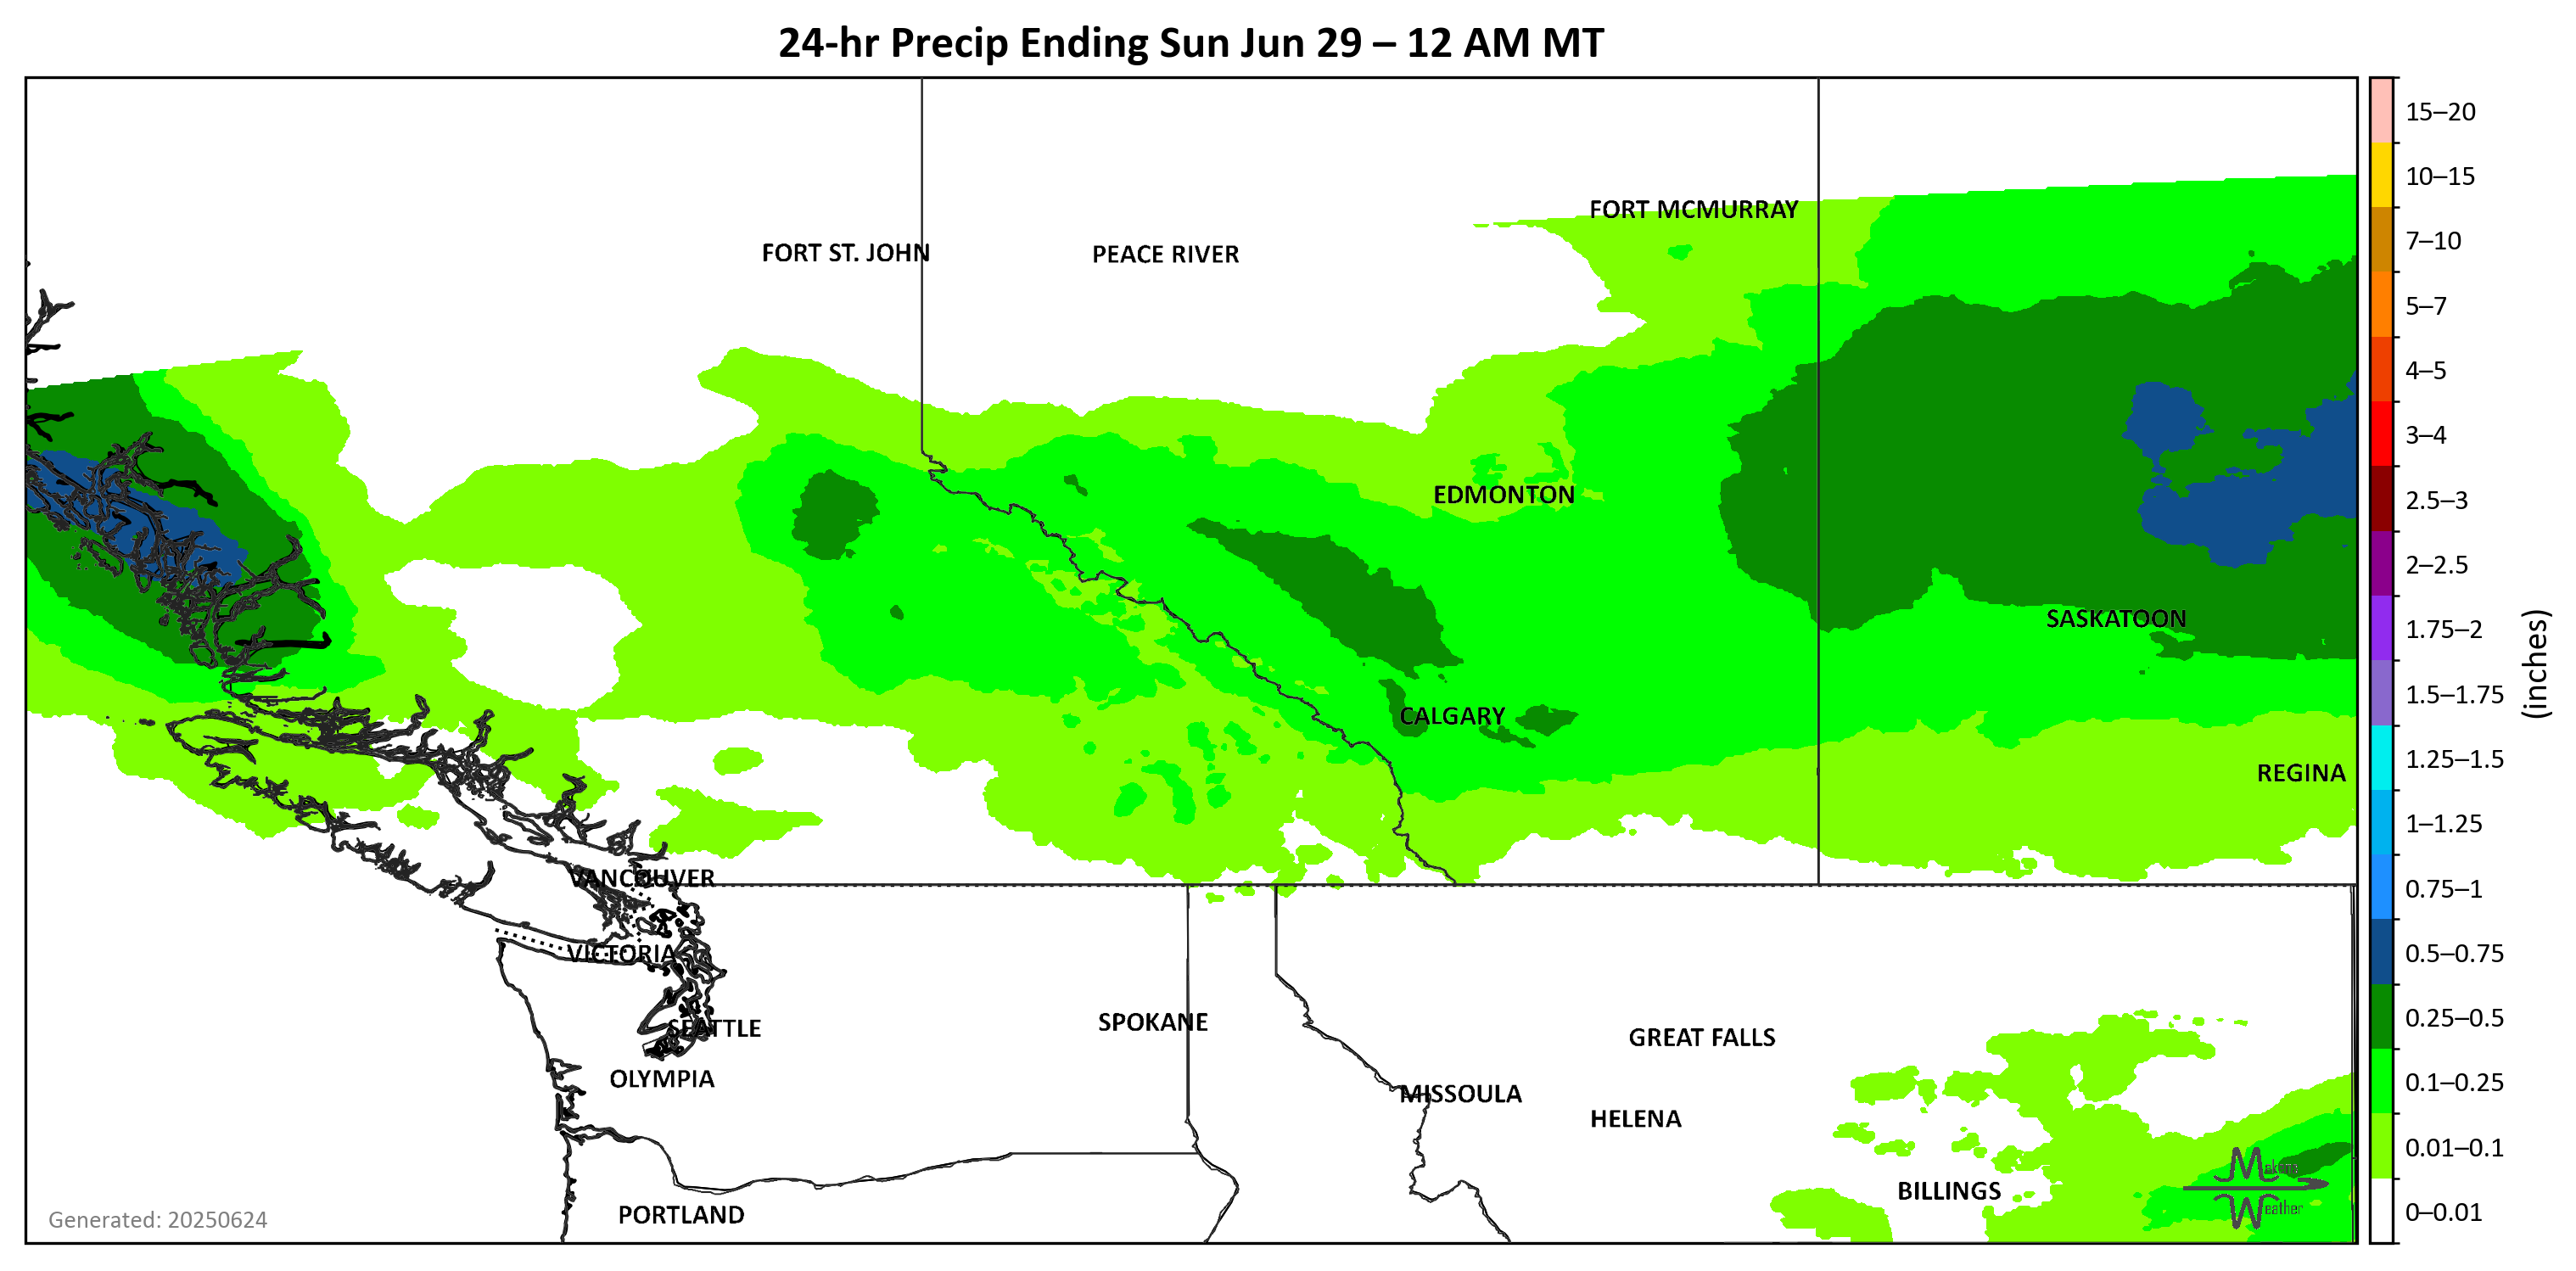 24-hr Precip Ending Sun Jun 29 – 12 AM MT
FORT MCMURRAY
FORT ST. JOHN
PEACE RIVER
EDMONTON
SASKATOON
CALGARY
REGINA
VANCOUVER
VICTORIA
SPOKANE
SEATTLE
GREAT FALLS
OLYMPIA
MISSOULA
HELENA
BILLINGS
PORTLAND
Makens
Weather
Generated: 20250624
15–20
10–15
7–10
5–7
4–5
3–4
2.5–3
2–2.5
1.75–2
1.5–1.75
1.25–1.5
1–1.25
0.75–1
0.5–0.75
0.25–0.5
0.1–0.25
0.01–0.1
0–0.01
(inches)